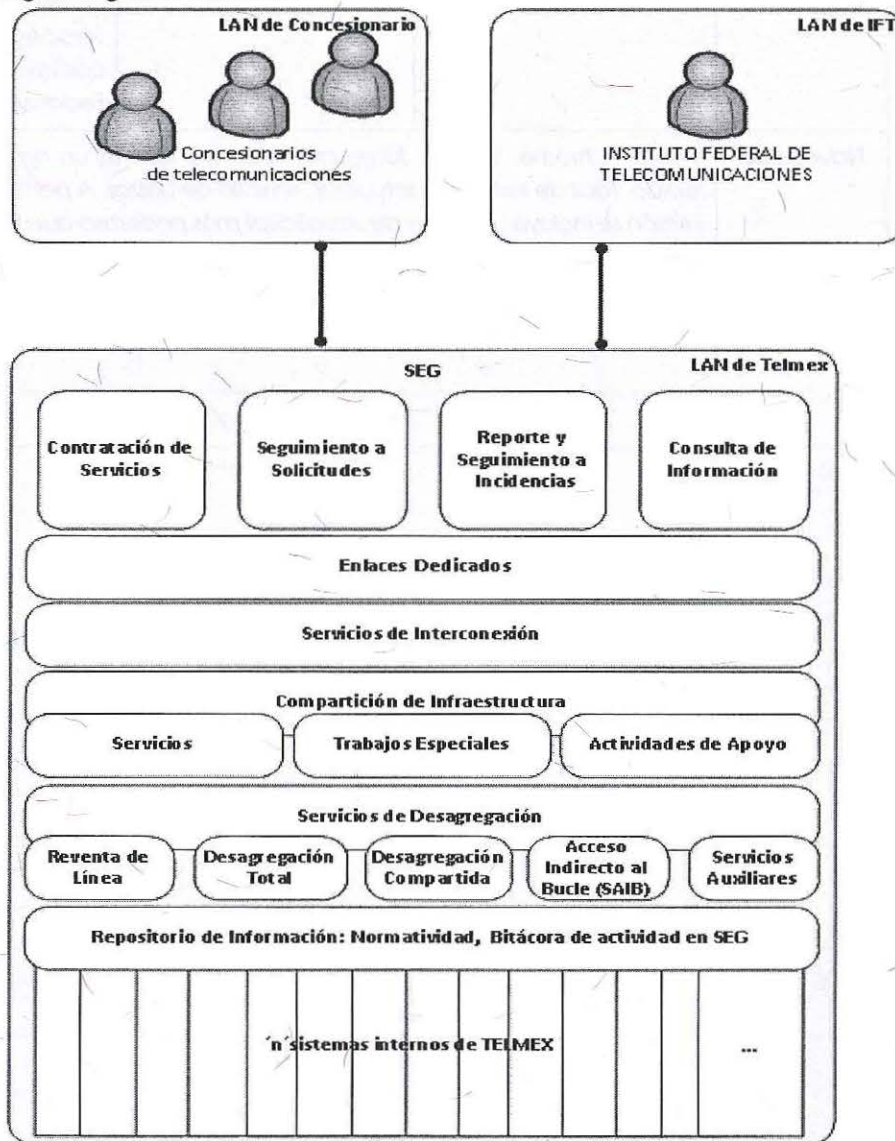 LAN de Concesionario
Concesionarios
de telecomunicaciones
LAN de IFT
INSTITUTO FEDERAL DE
TELECOMUNICACIONES
SEG
LAN de Telmex
Contratación de
Servicios
Seguimiento a
Solicitudes
Reporte y
Seguimiento a
Incidencias
Consulta de
Información
Enlaces Dedicados
Servicios de Interconexión
Compartición de Infraestructura
Servicios
Trabajos Especiales
Actividades de Apoyo
Servicios de Desagregación
Reventa de
Línea
Desagregación
Total
Desagregación
Compartida
Acceso
Indirecto al
Bucle (SAIB)
Servicios
Auxiliares
Repositorio de Información: Normatividad, Bitácora de actividad en SEG
´n´sistemas internos de TELMEX
...